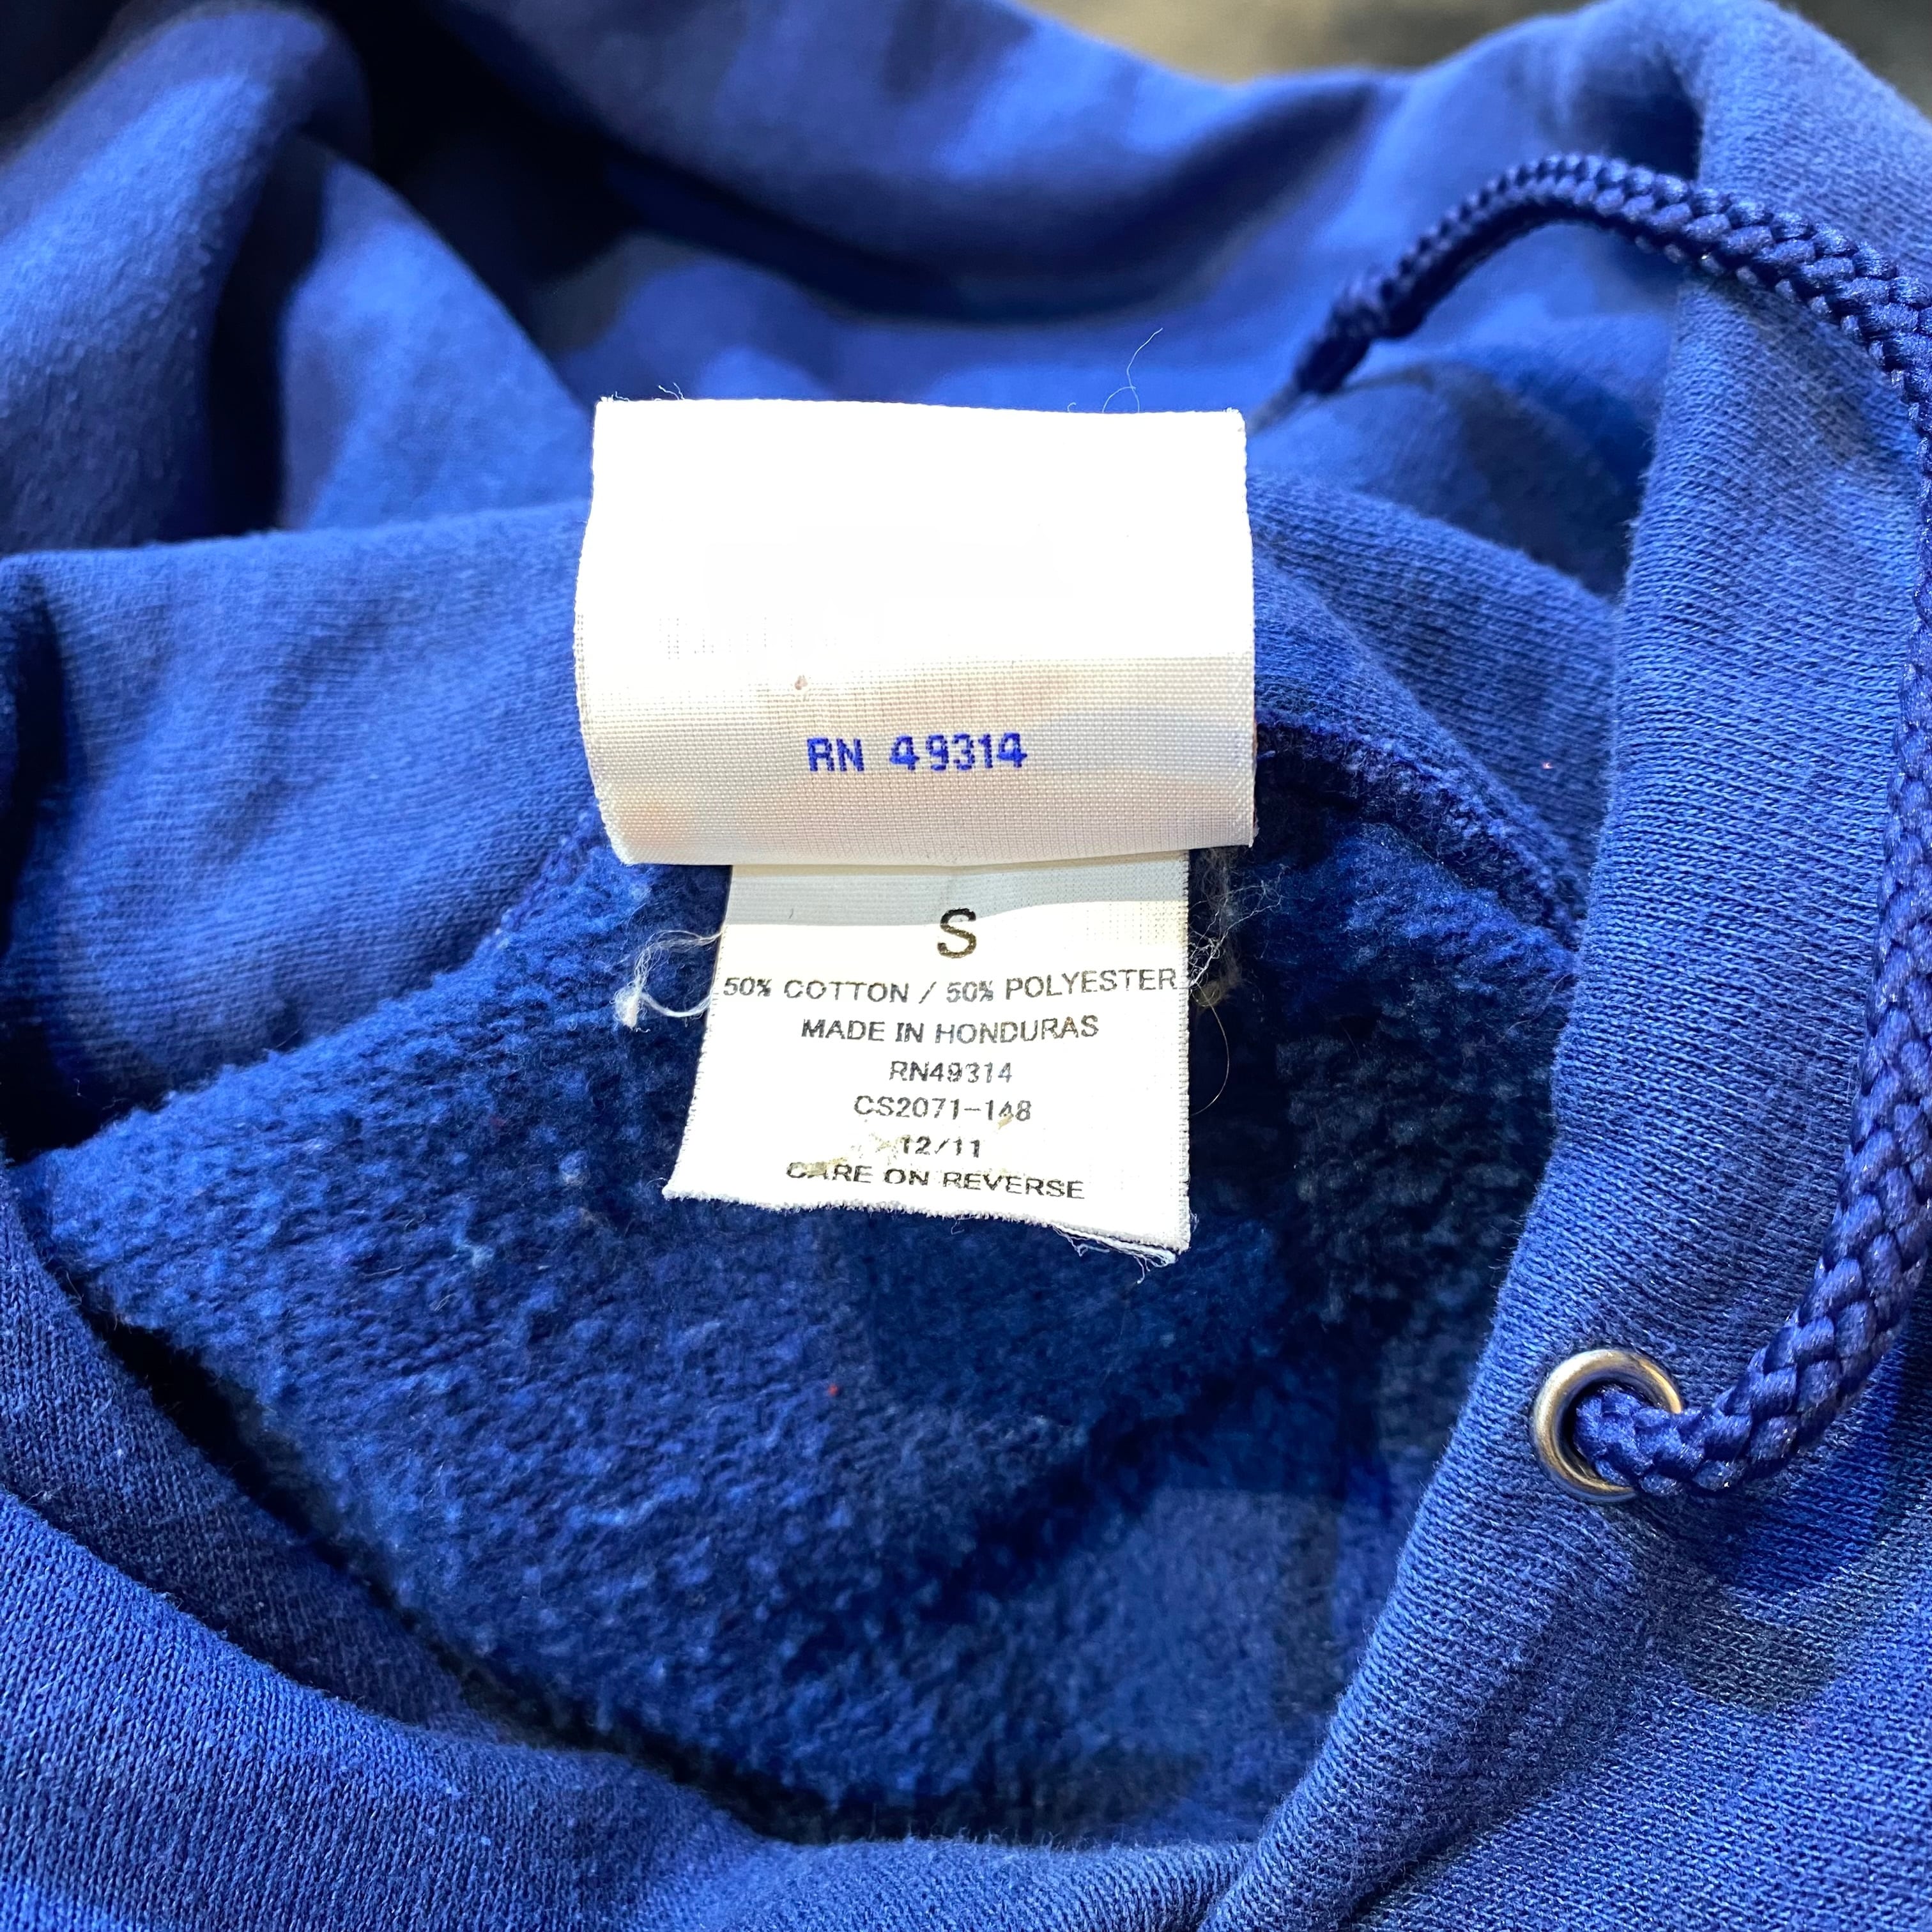 RN 49314
S
50% COTTON / 50% POLYESTER
MADE IN HONDURAS
RN49314
CS2071-148
12/11
CARE ON REVERSE